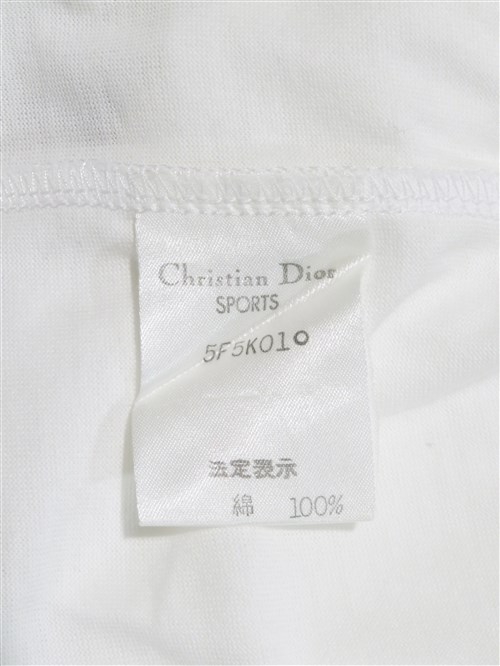 Christian Dior
SPORTS
5F5K010
法定表示
綿 100%